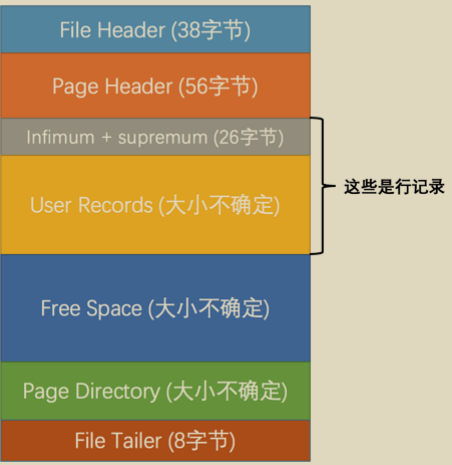 File Header (38字节)
Page Header (56字节)
Infimum + supremum (26字节)
这些是行记录
User Records (大小不确定)
Free Space (大小不确定)
Page Directory (大小不确定)
File Tailer (8字节)